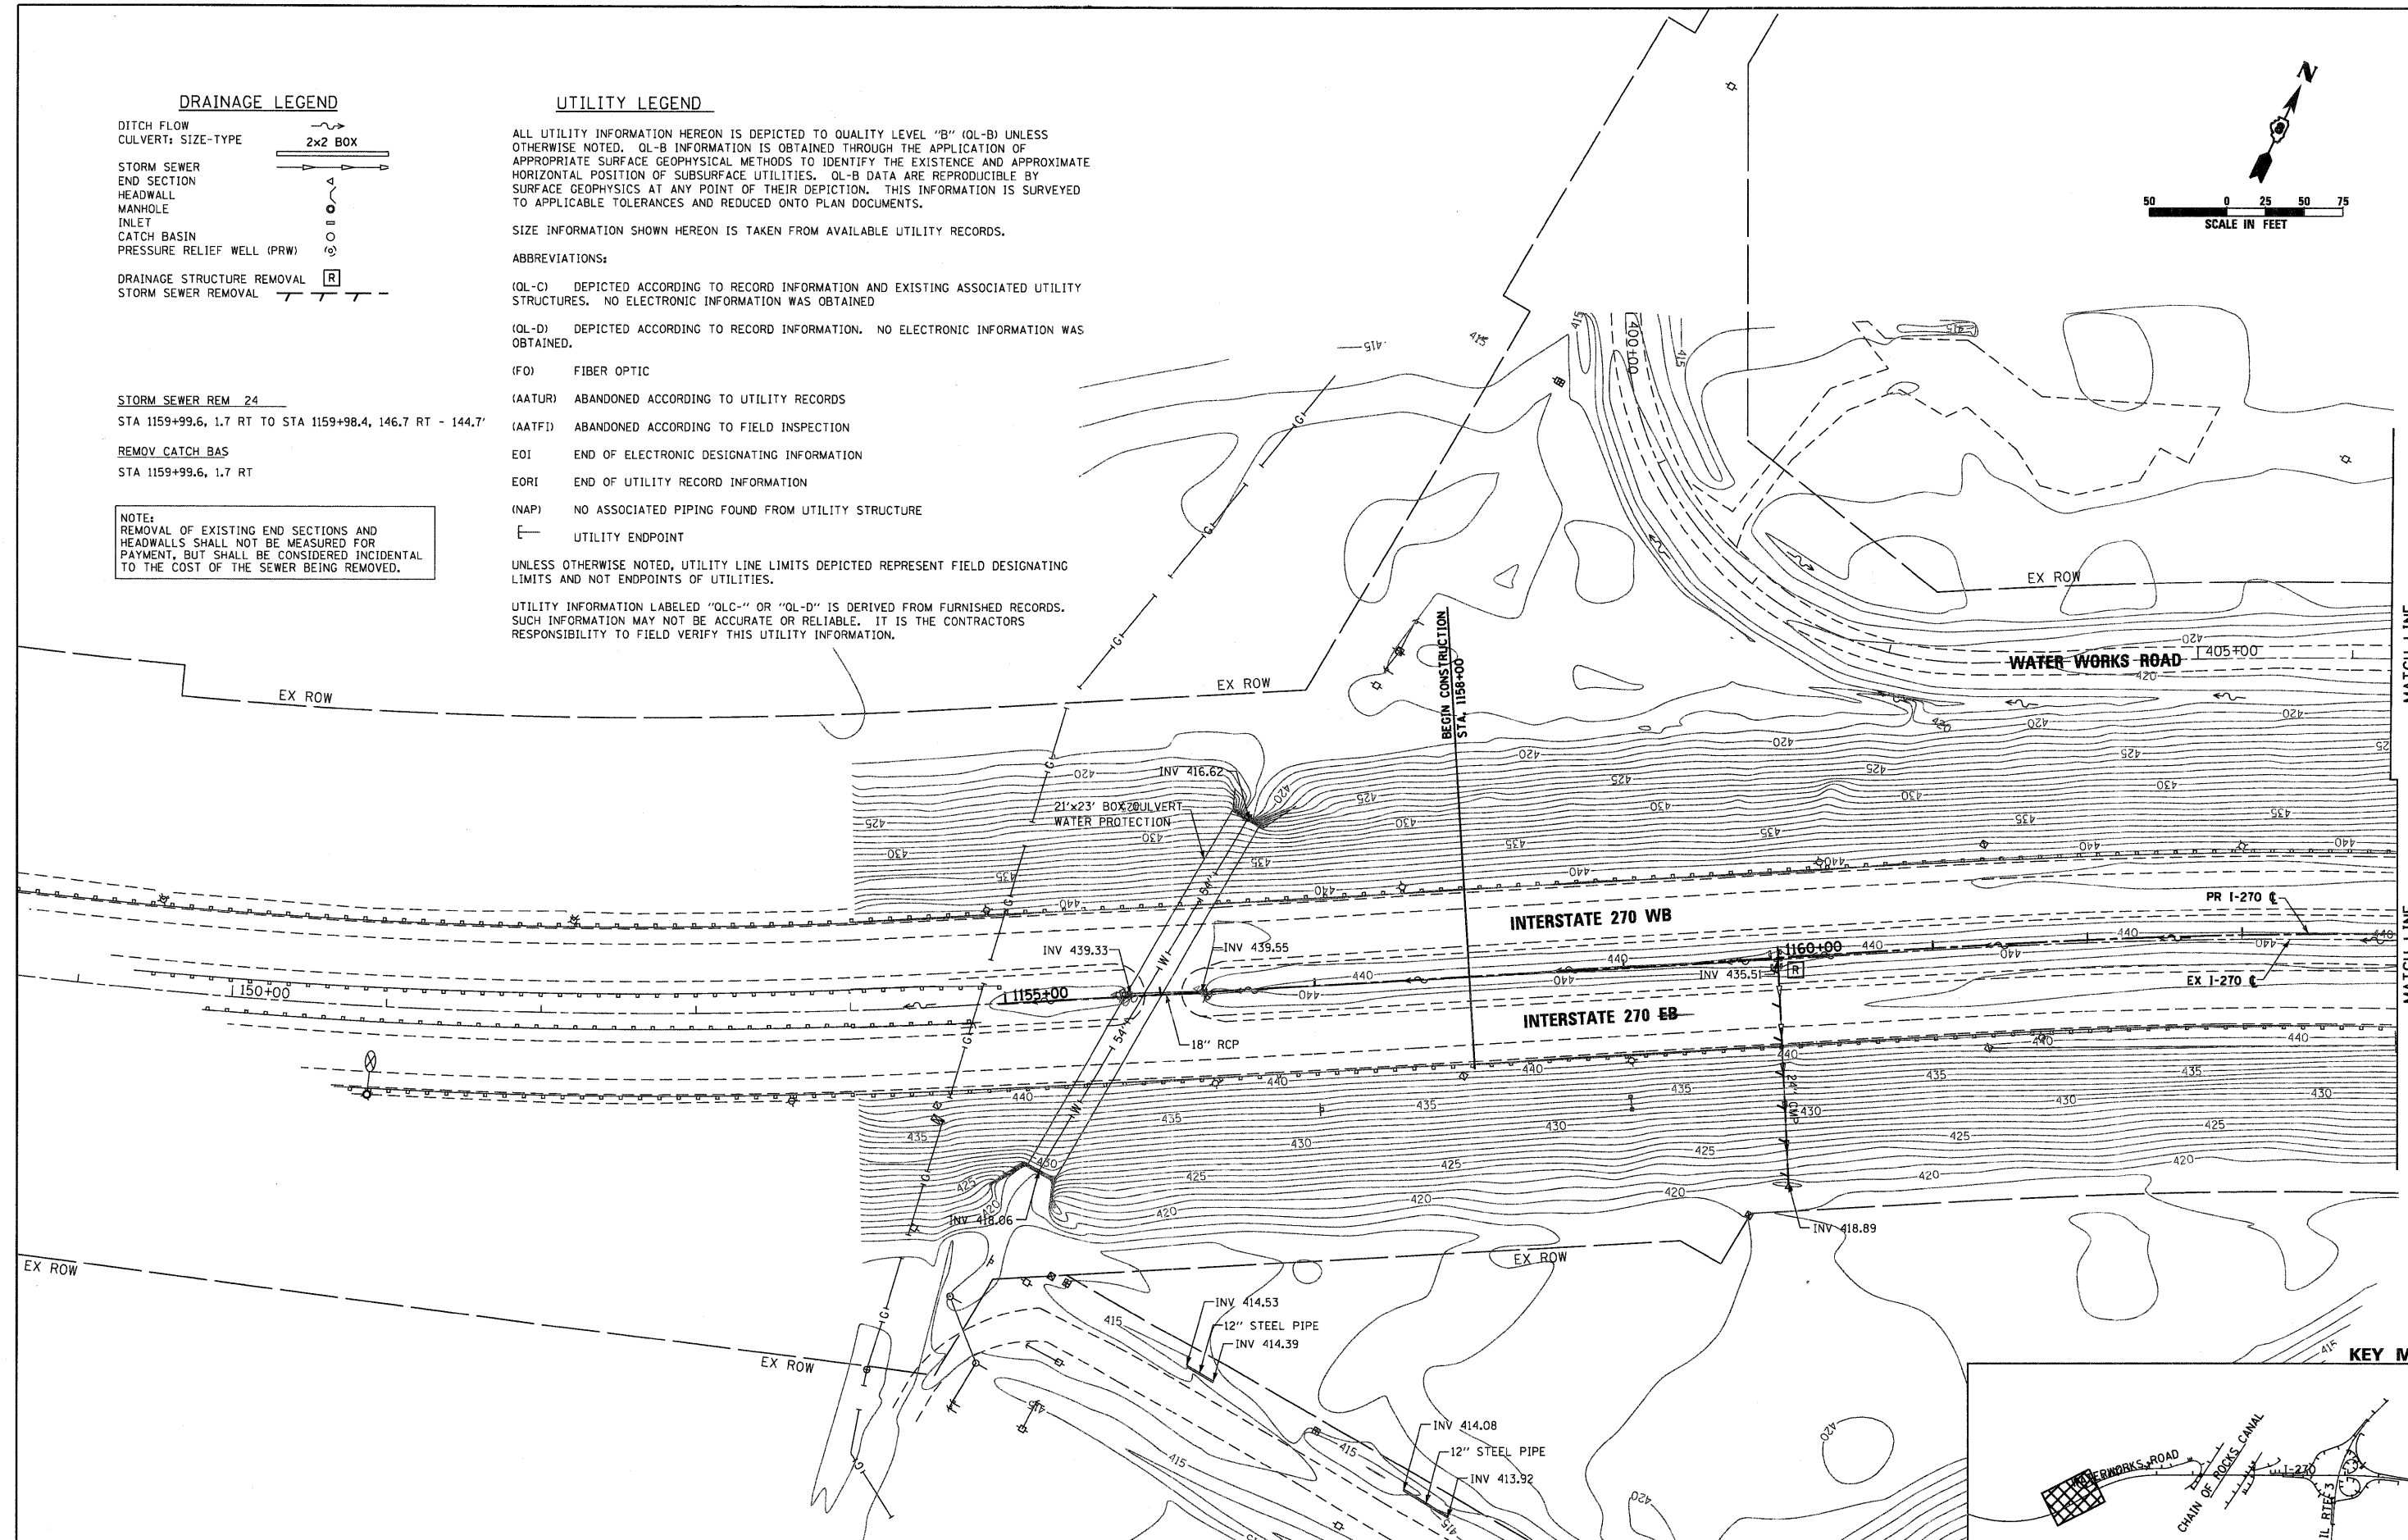 DRAINAGE LEGEND
DITCH FLOW
CULVERT: SIZE-TYPE
2x2 BOX
STORM SEWER
END SECTION
HEADWALL
MANHOLE
INLET
CATCH BASIN
PRESSURE RELIEF WELL (PRW)
DRAINAGE STRUCTURE REMOVAL R
STORM SEWER REMOVAL
STORM SEWER REM 24
STA 1159+99.6, 1.7 RT TO STA 1159+98.4, 146.7 RT - 144.7'
REMOV CATCH BAS
STA 1159+99.6, 1.7 RT
NOTE:
REMOVAL OF EXISTING END SECTIONS AND
HEADWALLS SHALL NOT BE MEASURED FOR
PAYMENT, BUT SHALL BE CONSIDERED INCIDENTAL
TO THE COST OF THE SEWER BEING REMOVED.
UTILITY LEGEND
ALL UTILITY INFORMATION HEREON IS DEPICTED TO QUALITY LEVEL "B" (QL-B) UNLESS
OTHERWISE NOTED. QL-B INFORMATION IS OBTAINED THROUGH THE APPLICATION OF
APPROPRIATE SURFACE GEOPHYSICAL METHODS TO IDENTIFY THE EXISTENCE AND APPROXIMATE
HORIZONTAL POSITION OF SUBSURFACE UTILITIES. QL-B DATA ARE REPRODUCIBLE BY
SURFACE GEOPHYSICS AT ANY POINT OF THEIR DEPICTION. THIS INFORMATION IS SURVEYED
TO APPLICABLE TOLERANCES AND REDUCED ONTO PLAN DOCUMENTS.
SIZE INFORMATION SHOWN HEREON IS TAKEN FROM AVAILABLE UTILITY RECORDS.
ABBREVIATIONS:
(QL-C) DEPICTED ACCORDING TO RECORD INFORMATION AND EXISTING ASSOCIATED UTILITY
STRUCTURES. NO ELECTRONIC INFORMATION WAS OBTAINED
(QL-D) DEPICTED ACCORDING TO RECORD INFORMATION. NO ELECTRONIC INFORMATION WAS
OBTAINED.
(FO) FIBER OPTIC
(AATUR) ABANDONED ACCORDING TO UTILITY RECORDS
(AATFI) ABANDONED ACCORDING TO FIELD INSPECTION
EOI END OF ELECTRONIC DESIGNATING INFORMATION
EORI END OF UTILITY RECORD INFORMATION
(NAP) NO ASSOCIATED PIPING FOUND FROM UTILITY STRUCTURE
UTILITY ENDPOINT
UNLESS OTHERWISE NOTED, UTILITY LINE LIMITS DEPICTED REPRESENT FIELD DESIGNATING
LIMITS AND NOT ENDPOINTS OF UTILITIES.
UTILITY INFORMATION LABELED "QLC-" OR "QL-D" IS DERIVED FROM FURNISHED RECORDS.
SUCH INFORMATION MAY NOT BE ACCURATE OR RELIABLE. IT IS THE CONTRACTORS
RESPONSIBILITY TO FIELD VERIFY THIS UTILITY INFORMATION.
N
50 0 25 50 75
SCALE IN FEET
415
415
415
400+00
415
415
EX ROW
WATER WORKS ROAD
405+00
420
420
MATCH LINE
BEGIN CONSTRUCTION
STA. 1158+00
EX ROW
EX ROW
INV 416.62
21'x23' BOX CULVERT
WATER PROTECTION
54"
INTERSTATE 270 WB
PR I-270 ℄
1160+00
INV 439.33
INV 439.55
INV 435.51
R
EX I-270 ℄
1150+00
1155+00
INTERSTATE 270 EB
MATCH LINE
54"
18" RCP
24" CMP
INV 418.06
INV 418.89
EX ROW
EX ROW
EX ROW
INV 414.53
12" STEEL PIPE
INV 414.39
INV 414.08
12" STEEL PIPE
INV 413.92
KEY M
WATERWORKS ROAD
CHAIN OF ROCKS CANAL
I-270
IL RTE 3